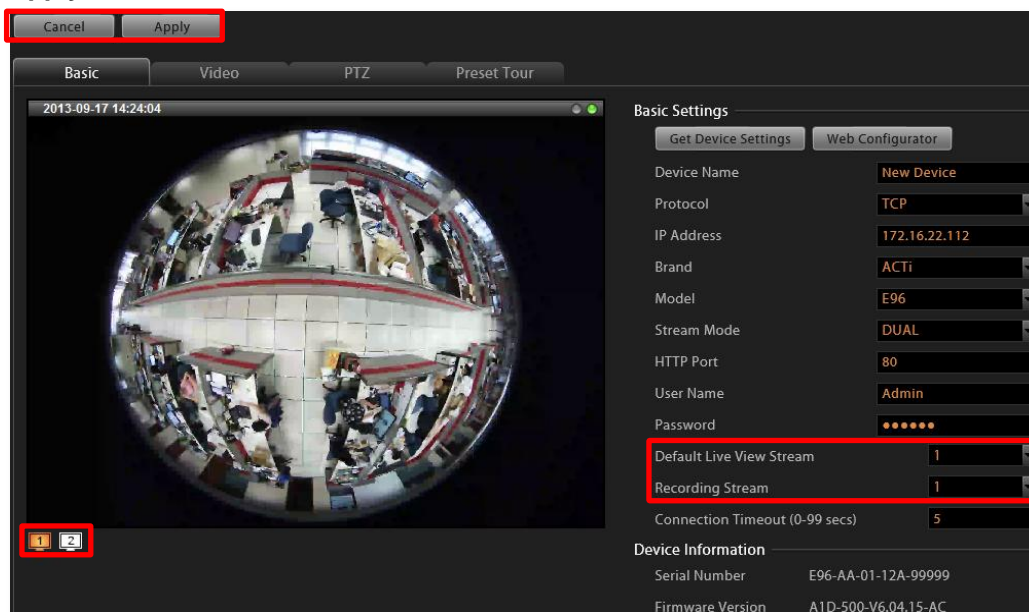 Cancel Apply
Basic Video PTZ Preset Tour
2013-09-17 14:24:04
1 2
Basic Settings
Get Device Settings Web Configurator
Device Name New Device
Protocol TCP
IP Address 172.16.22.112
Brand ACTi
Model E96
Stream Mode DUAL
HTTP Port 80
User Name Admin
Password ●●●●●●
Default Live View Stream 1
Recording Stream 1
Connection Timeout (0-99 secs) 5
Device Information
Serial Number E96-AA-01-12A-99999
Firmware Version A1D-500-V6.04.15-AC